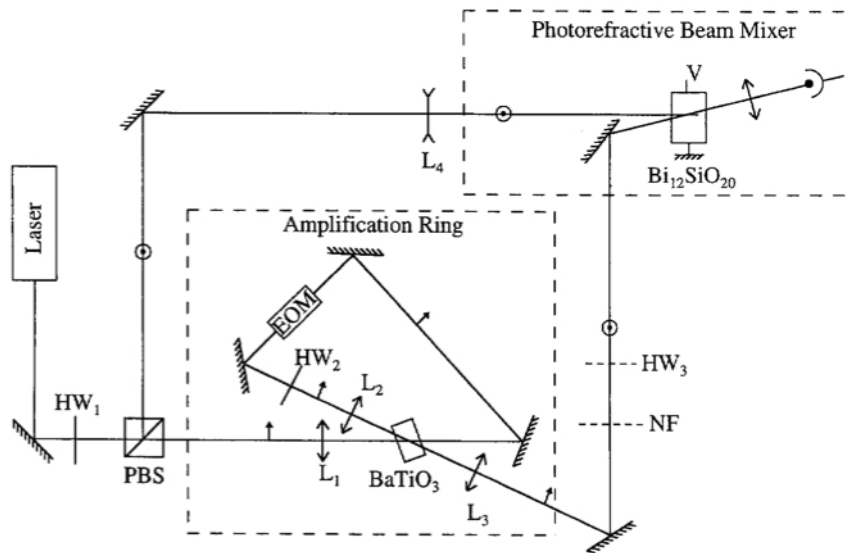 Photorefractive Beam Mixer
V
L₄
Bi₁₂SiO₂₀
Laser
Amplification Ring
EOM
HW₂
HW₃
L₂
HW₁
NF
PBS
L₁
BaTiO₃
L₃